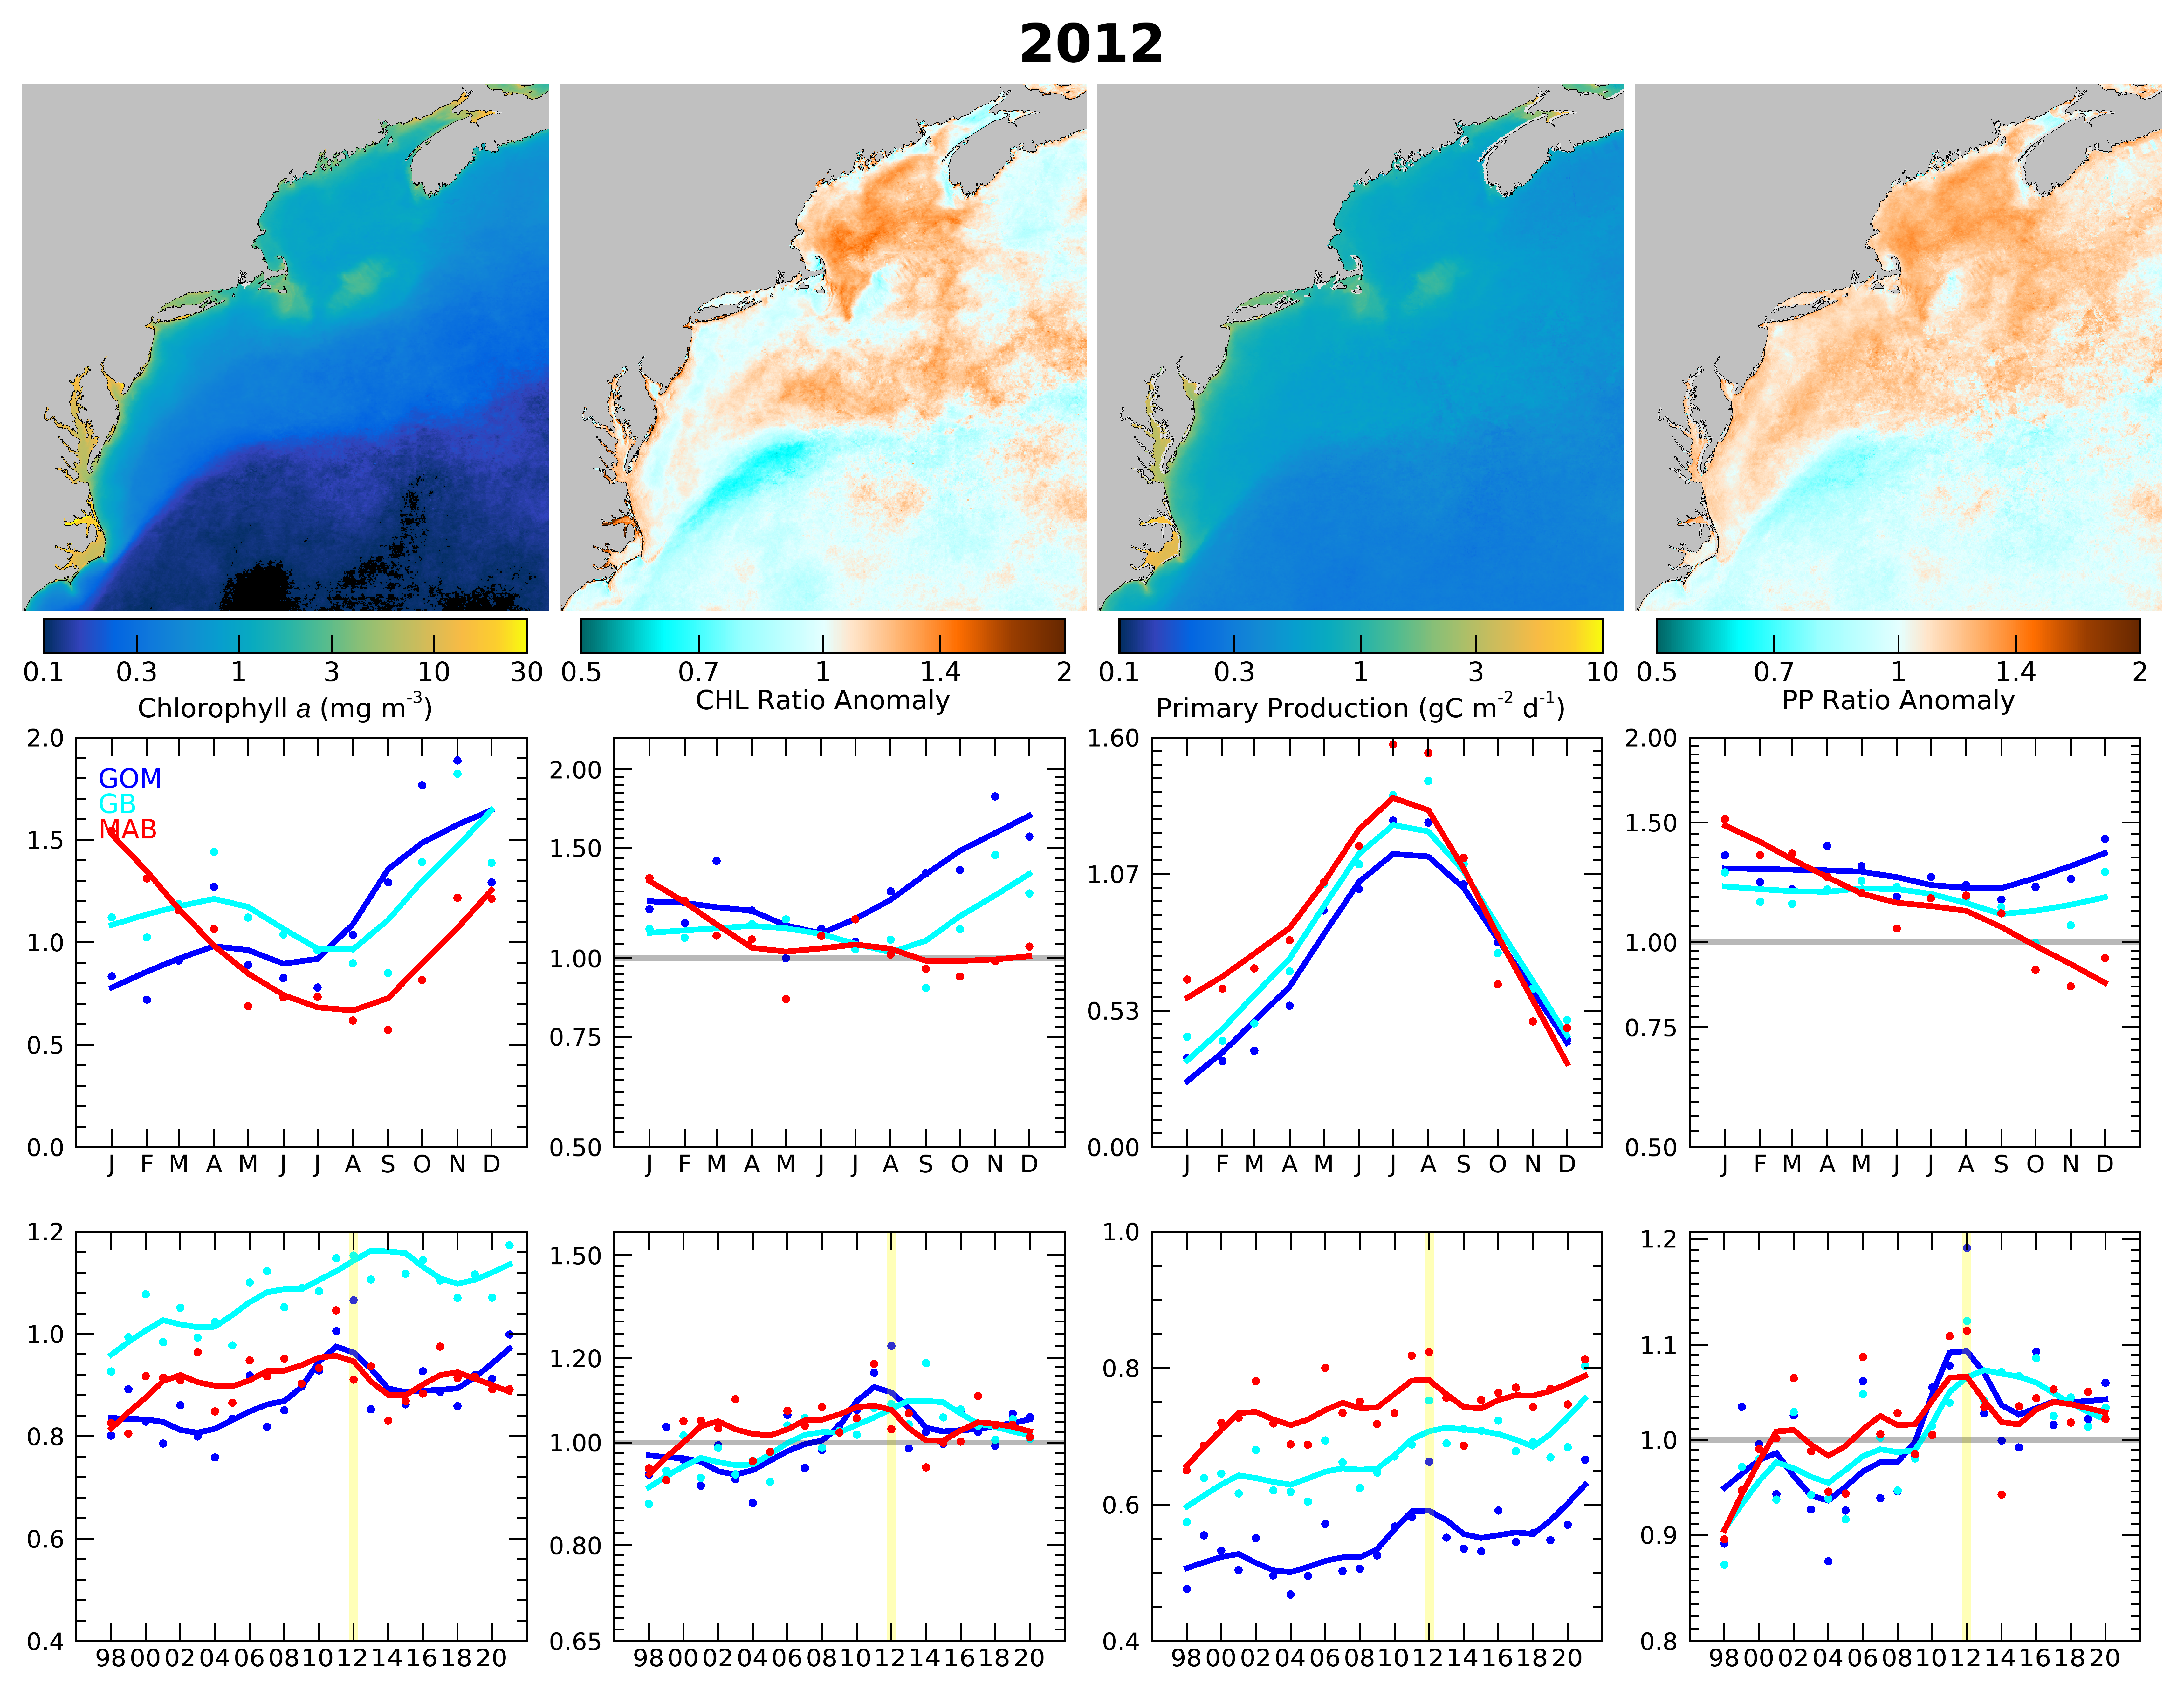 2012
0.1 0.3 1 3 10 30
Chlorophyll a (mg m-3)
0.5 0.7 1 1.4 2
CHL Ratio Anomaly
0.1 0.3 1 3 10
Primary Production (gC m-2 d-1)
0.5 0.7 1 1.4 2
PP Ratio Anomaly
2.0
1.5
1.0
0.5
0.0
GOM
GB
MAB
J F M A M J J A S O N D
2.00
1.50
1.00
0.75
0.50
J F M A M J J A S O N D
1.60
1.07
0.53
0.00
J F M A M J J A S O N D
2.00
1.50
1.00
0.75
0.50
J F M A M J J A S O N D
1.2
1.0
0.8
0.6
0.4
98 00 02 04 06 08 10 12 14 16 18 20
1.50
1.20
1.00
0.80
0.65
98 00 02 04 06 08 10 12 14 16 18 20
1.0
0.8
0.6
0.4
98 00 02 04 06 08 10 12 14 16 18 20
1.2
1.1
1.0
0.9
0.8
98 00 02 04 06 08 10 12 14 16 18 20